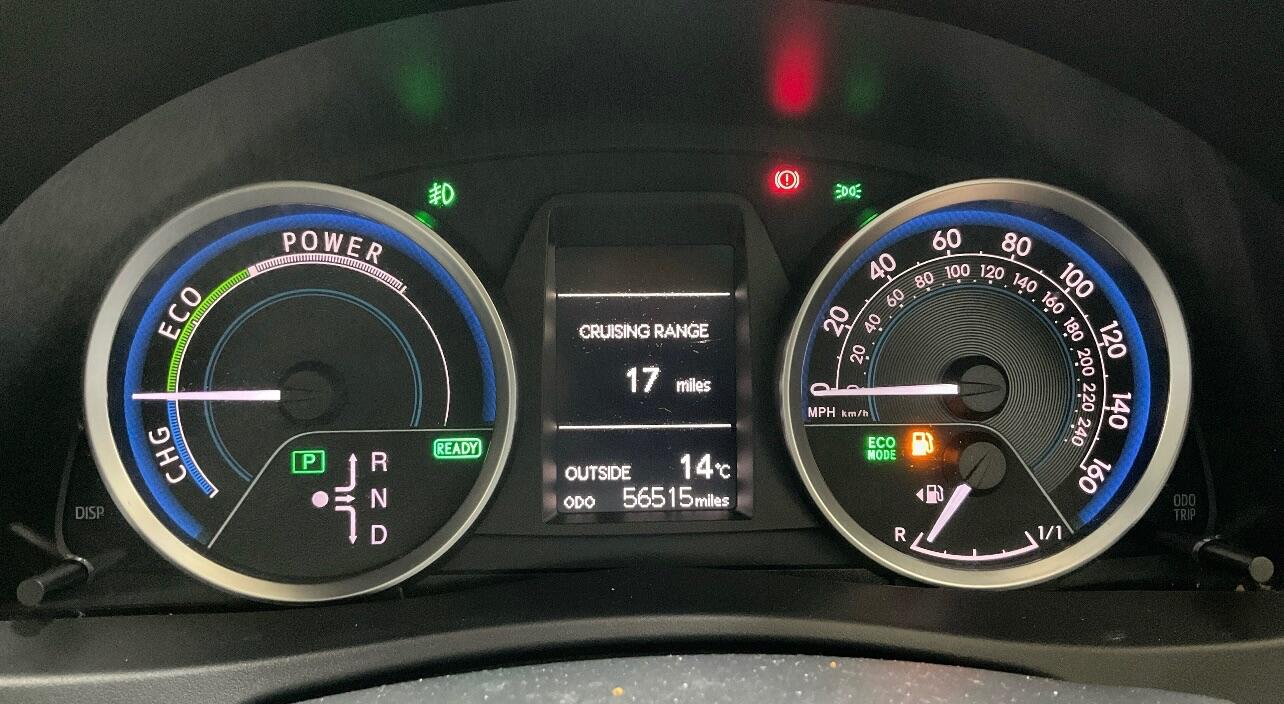 POWER
ECO
CHG
P
READY
R
N
D
DISP
CRUISING RANGE
17 miles
OUTSIDE 14°C
ODO 56515miles
0 20 40 60 80 100 120 140 160
0 20 40 60 80 100 120 140 160 180 200 220 240
MPH km/h
ECO
MODE
R 1/1
ODO
TRIP